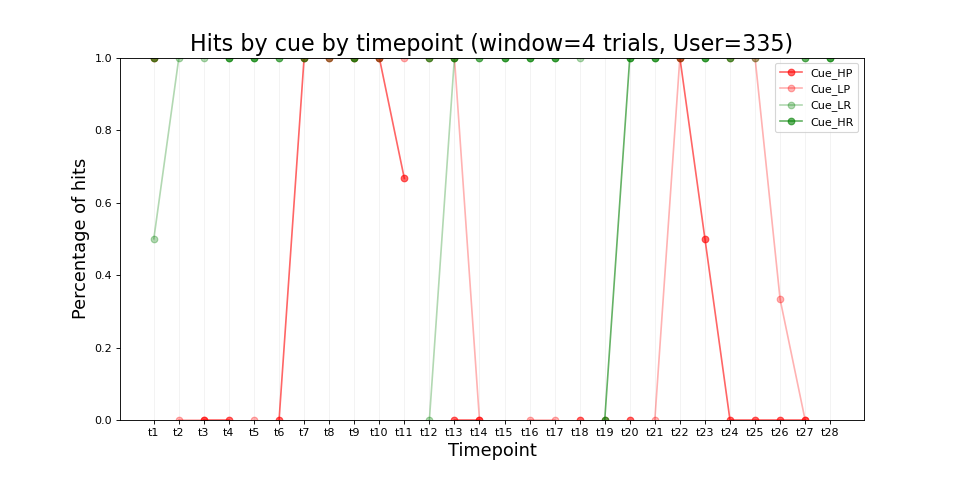 Hits by cue by timepoint (window=4 trials, User=335)
Percentage of hits
1.0
0.8
0.6
0.4
0.2
0.0
Cue_HP
Cue_LP
Cue_LR
Cue_HR
t1 t2 t3 t4 t5 t6 t7 t8 t9 t10 t11 t12 t13 t14 t15 t16 t17 t18 t19 t20 t21 t22 t23 t24 t25 t26 t27 t28
Timepoint